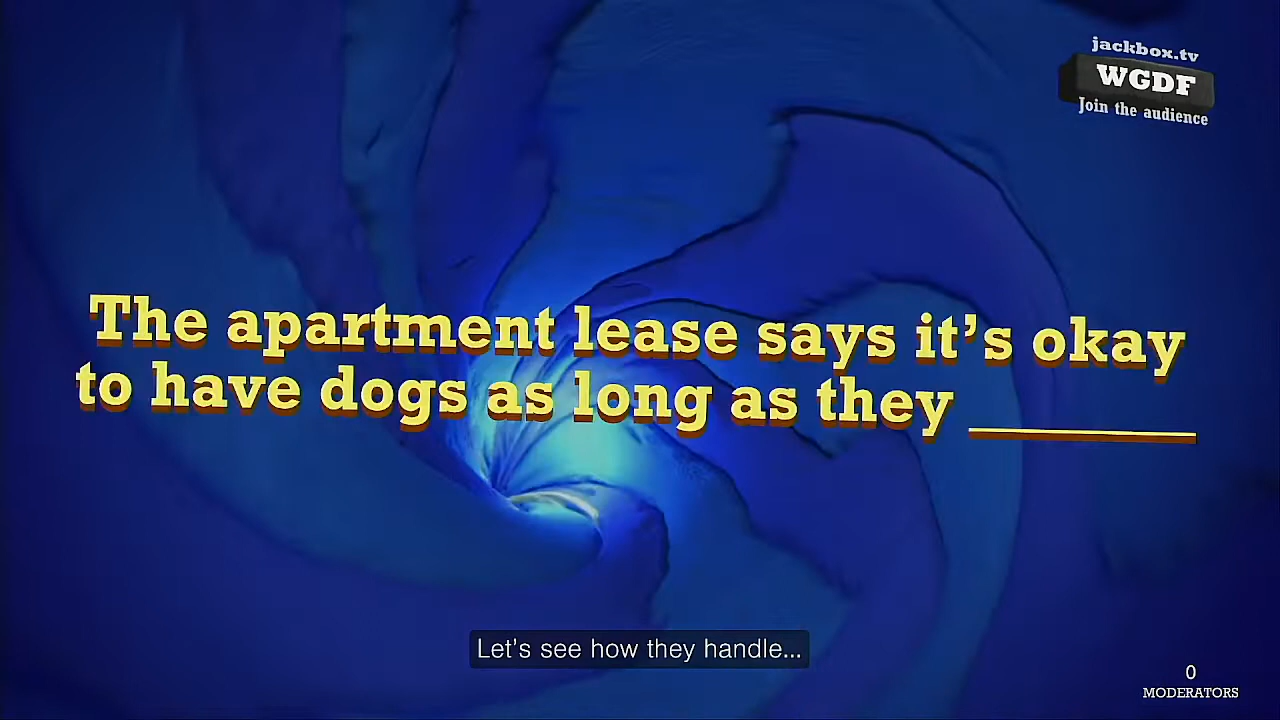 jackbox.tv
WGDF
Join the audience
The apartment lease says it's okay
to have dogs as long as they ________
Let's see how they handle...
0
MODERATORS